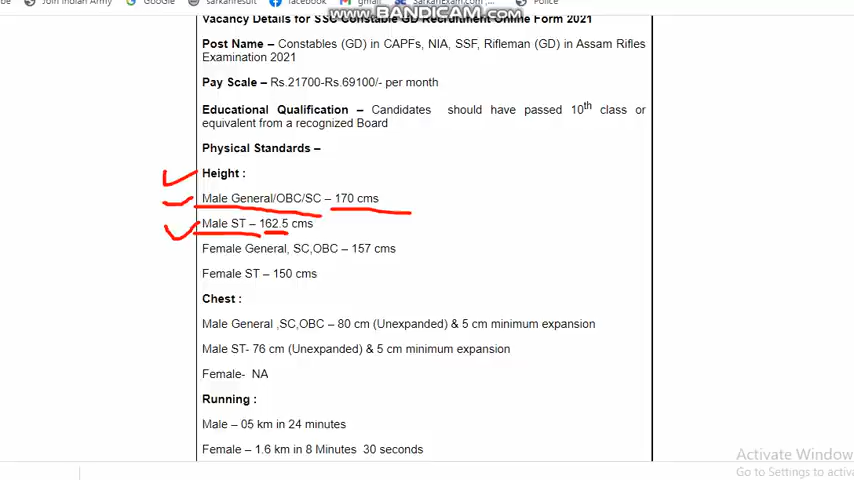 Join Indian Army
Google
sarkariresult
facebook
gmail
SarkariExam.com ,...
Police
www.BANDICAM.com
Vacancy Details for SSC Constable GD Recruitment Online Form 2021
Post Name – Constables (GD) in CAPFs, NIA, SSF, Rifleman (GD) in Assam Rifles
Examination 2021
Pay Scale – Rs.21700-Rs.69100/- per month
Educational Qualification – Candidates should have passed 10th class or
equivalent from a recognized Board
Physical Standards –
Height :
Male General/OBC/SC – 170 cms
Male ST – 162.5 cms
Female General, SC,OBC – 157 cms
Female ST – 150 cms
Chest :
Male General ,SC,OBC – 80 cm (Unexpanded) & 5 cm minimum expansion
Male ST- 76 cm (Unexpanded) & 5 cm minimum expansion
Female- NA
Running :
Male – 05 km in 24 minutes
Female – 1.6 km in 8 Minutes 30 seconds
Activate Window
Go to Settings to activa